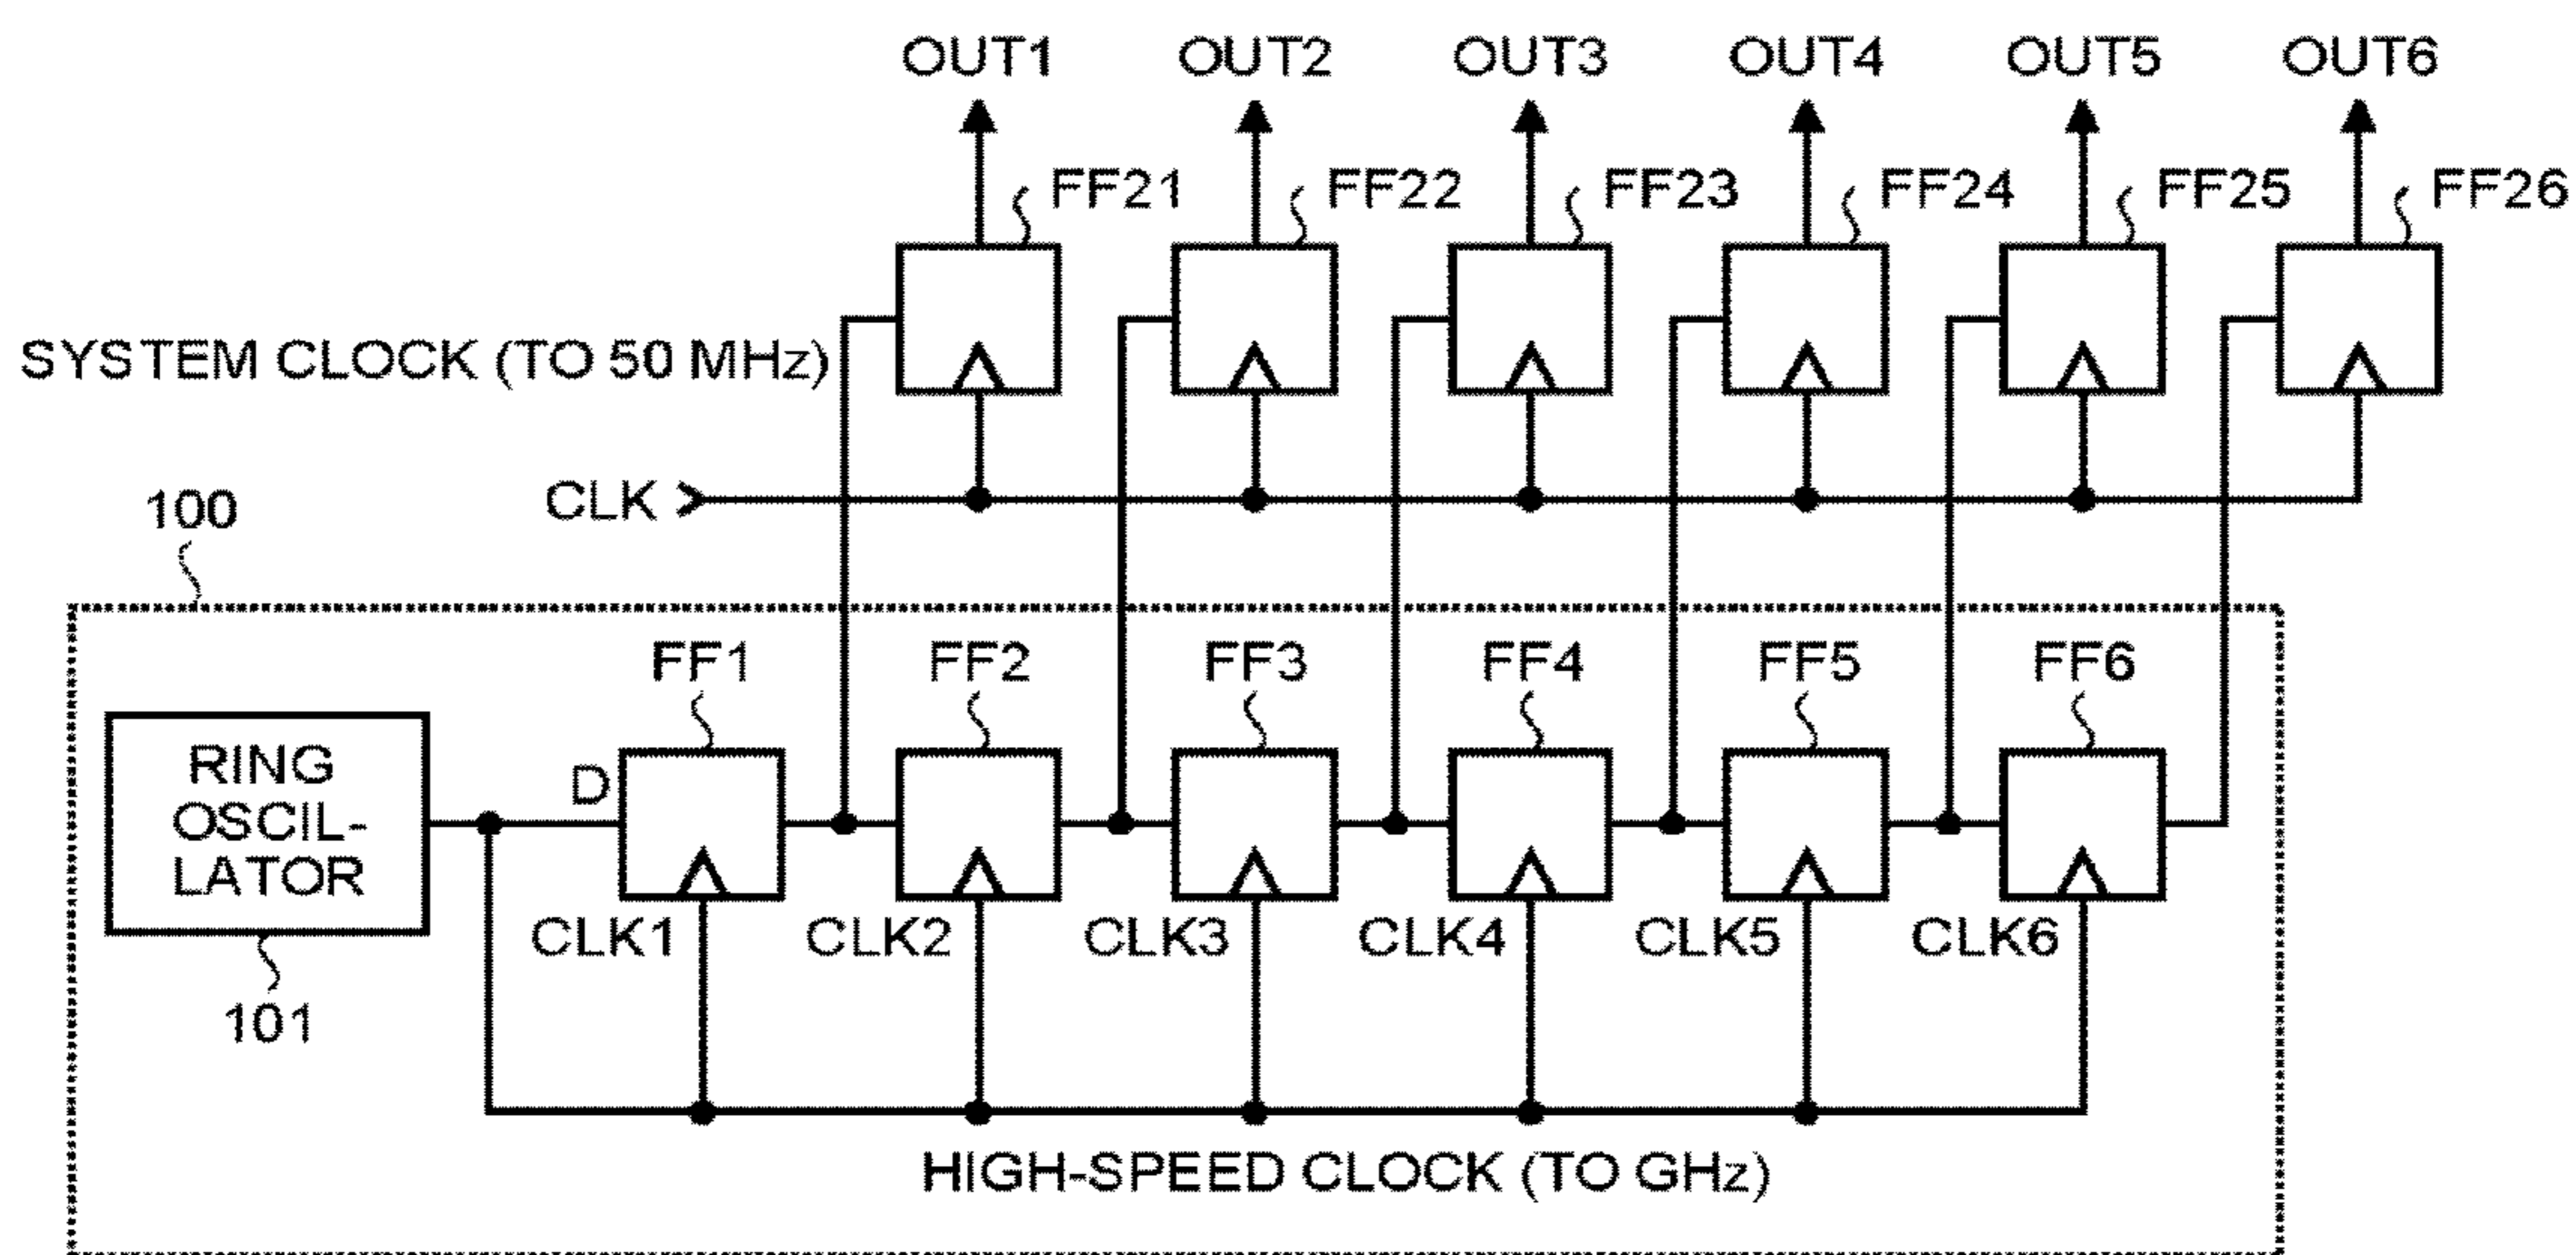 OUT1 OUT2 OUT3 OUT4 OUT5 OUT6
FF21 FF22 FF23 FF24 FF25 FF26
SYSTEM CLOCK (TO 50 MHz)
CLK
100
FF1 FF2 FF3 FF4 FF5 FF6
RING
OSCIL-
LATOR
D
CLK1 CLK2 CLK3 CLK4 CLK5 CLK6
101
HIGH-SPEED CLOCK (TO GHz)